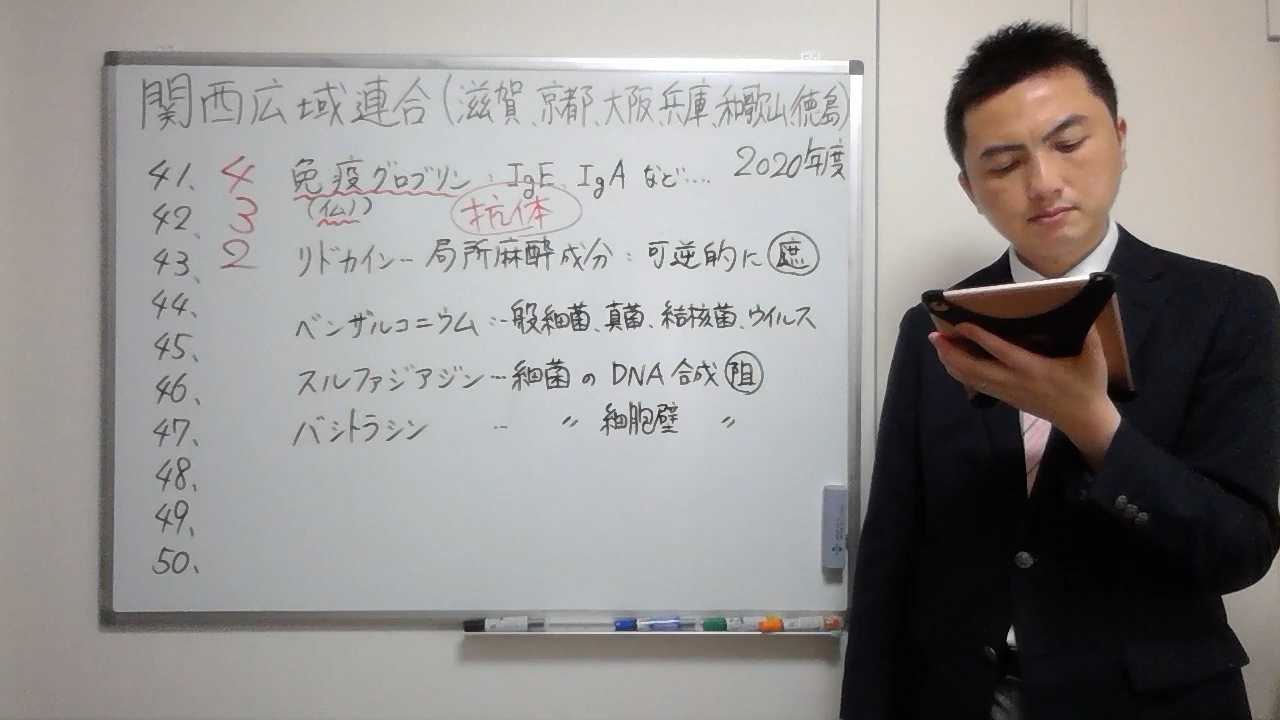 関西広域連合(滋賀、京都、大阪、兵庫、和歌山、徳島)
2020年度
41、 4 免疫グロブリン:IgE、IgA など‥‥
42、 3 (仏ノ) 抗体
43、 2 リドカイン‥局所麻酔成分:可逆的に遮
44、
ベンザルコニウム‥一般細菌、真菌、結核菌、ウイルス
45、
46、 スルファジアジン‥細菌のDNA合成阻
47、 バシトラシン ‥ 〃 細胞壁 〃
48、
49、
50、